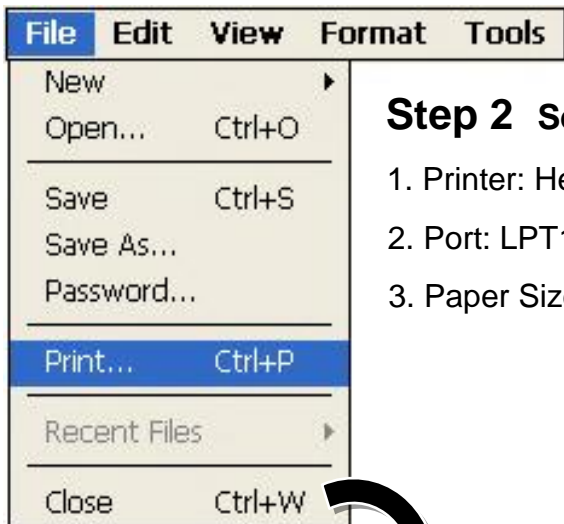 File Edit View Format Tools
New
Open... Ctrl+O
Save Ctrl+S
Save As...
Password...
Print... Ctrl+P
Recent Files
Close Ctrl+W
Step 2
1. Printer:
2. Port:
3. Paper